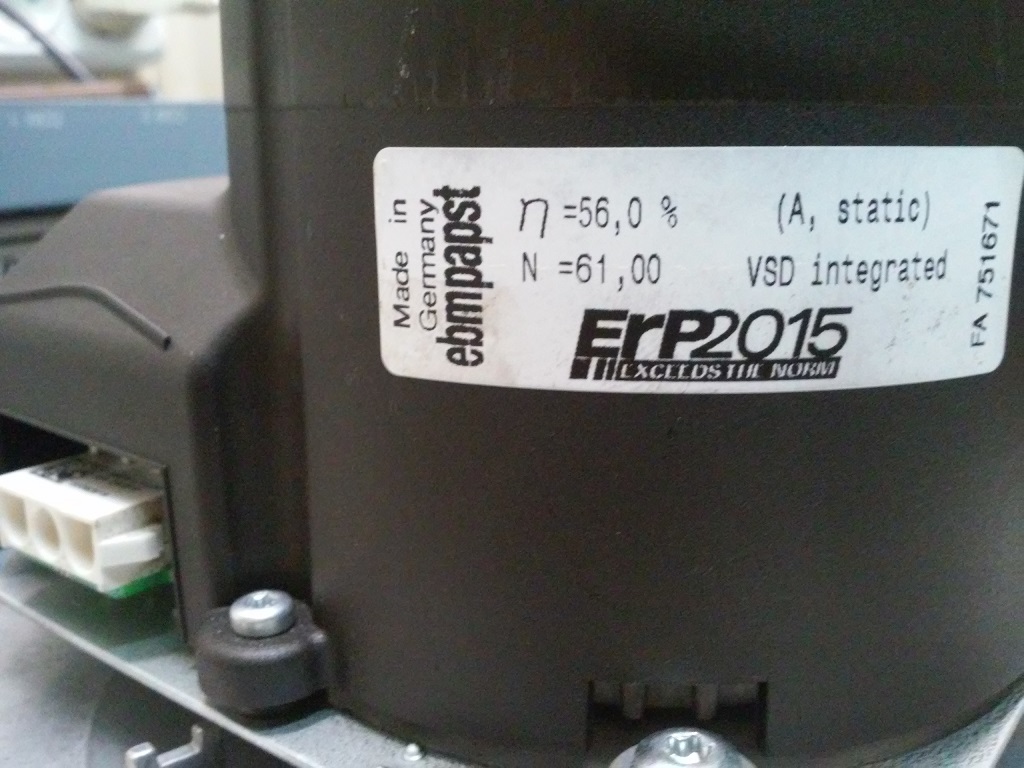 Made in
Germany
ebmpapst
η =56,0 % (A, static)
N =61,00 VSD integrated
ErP2015
EXCEEDS THE NORM
FA 751671